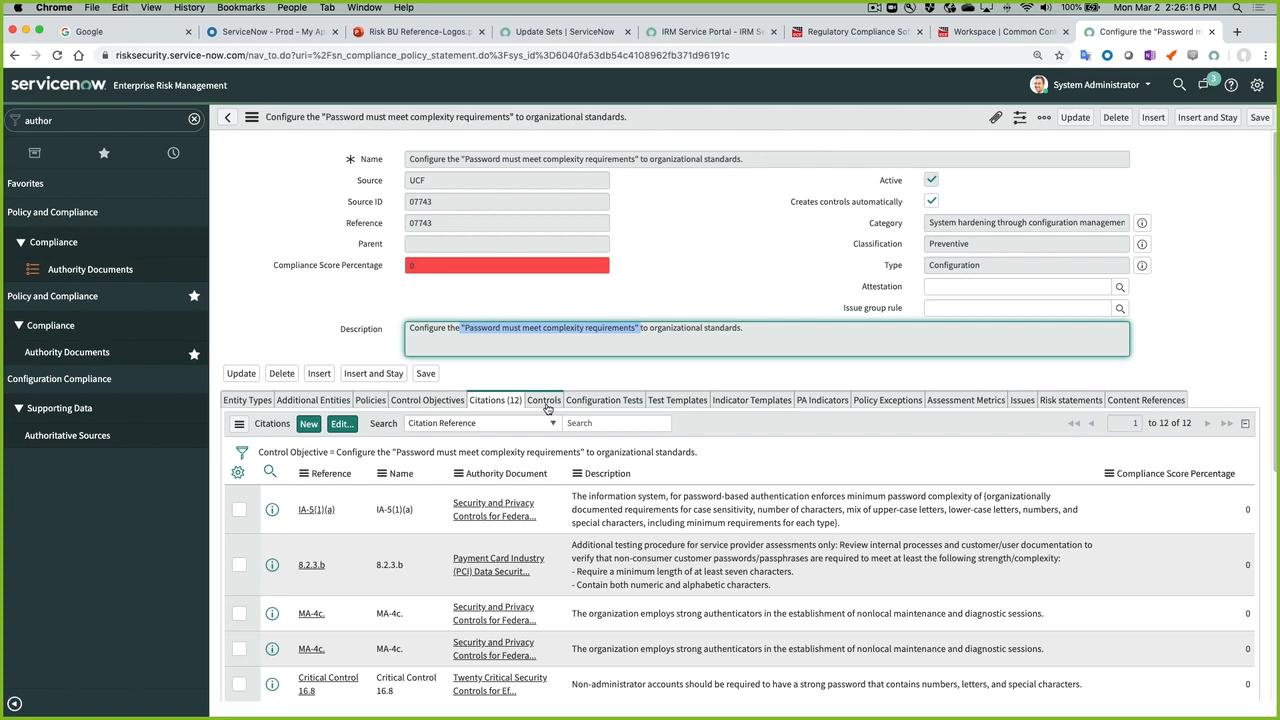 Chrome File Edit View History Bookmarks People Tab Window Help 100% Mon Mar 2 2:26:16 PM
Google ServiceNow - Prod - My Ap Risk BU Reference-Logos.p Update Sets | ServiceNow IRM Service Portal - IRM Ser Regulatory Compliance Sof Workspace | Common Cont Configure the "Password m
risksecurity.service-now.com/nav_to.do?uri=%2Fsn_compliance_policy_statement.do%3Fsys_id%3D6040fa53db54c4108962fb371d96191c
servicenow Enterprise Risk Management System Administrator 3
author
Configure the "Password must meet complexity requirements" to organizational standards. Update Delete Insert Insert and Stay Save
Favorites
Policy and Compliance
Compliance
Authority Documents
Policy and Compliance
Compliance
Authority Documents
Configuration Compliance
Supporting Data
Authoritative Sources
Name Configure the "Password must meet complexity requirements" to organizational standards.
Source UCF Active
Source ID 07743 Creates controls automatically
Reference 07743 Category System hardening through configuration managemen
Parent Classification Preventive
Compliance Score Percentage 0 Type Configuration
Attestation
Issue group rule
Description Configure the "Password must meet complexity requirements" to organizational standards.
Update Delete Insert Insert and Stay Save
Entity Types Additional Entities Policies Control Objectives Citations (12) Controls Configuration Tests Test Templates Indicator Templates PA Indicators Policy Exceptions Assessment Metrics Issues Risk statements Content References
Citations New Edit... Search Citation Reference Search 1 to 12 of 12
Control Objective = Configure the "Password must meet complexity requirements" to organizational standards.
Reference Name Authority Document Description Compliance Score Percentage
IA-5(1)(a) IA-5(1)(a) Security and Privacy Controls for Federa... The information system, for password-based authentication enforces minimum password complexity of {organizationally
documented requirements for case sensitivity, number of characters, mix of upper-case letters, lower-case letters, numbers, and
special characters, including minimum requirements for each type}. 0
8.2.3.b 8.2.3.b Payment Card Industry (PCI) Data Securit... Additional testing procedure for service provider assessments only: Review internal processes and customer/user documentation to
verify that non-consumer customer passwords/passphrases are required to meet at least the following strength/complexity:
- Require a minimum length of at least seven characters.
- Contain both numeric and alphabetic characters. 0
MA-4c. MA-4c. Security and Privacy Controls for Federa... The organization employs strong authenticators in the establishment of nonlocal maintenance and diagnostic sessions. 0
MA-4c. MA-4c. Security and Privacy Controls for Federa... The organization employs strong authenticators in the establishment of nonlocal maintenance and diagnostic sessions. 0
Critical Control 16.8 Critical Control 16.8 Twenty Critical Security Controls for Ef... Non-administrator accounts should be required to have a strong password that contains numbers, letters, and special characters. 0